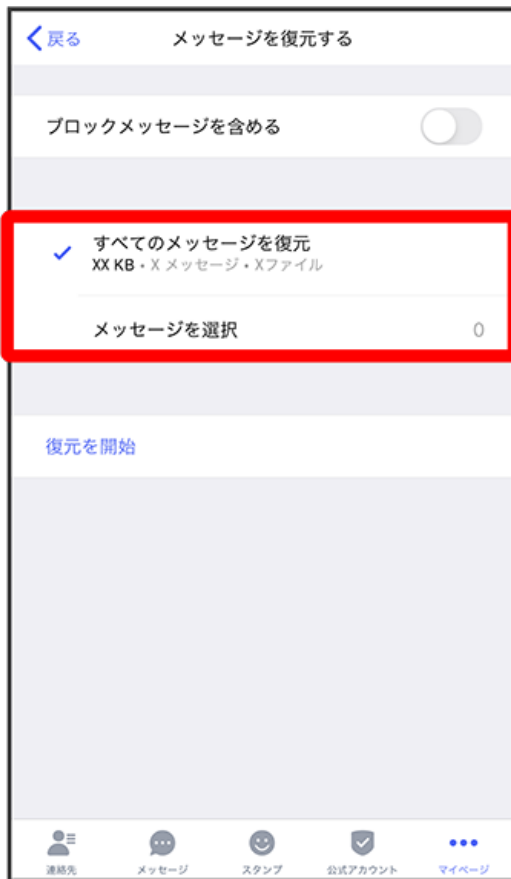 戻る メッセージを復元する
ブロックメッセージを含める
すべてのメッセージを復元
XX KB・X メッセージ・Xファイル
メッセージを選択 0
復元を開始
連絡先 メッセージ スタンプ 公式アカウント マイページ